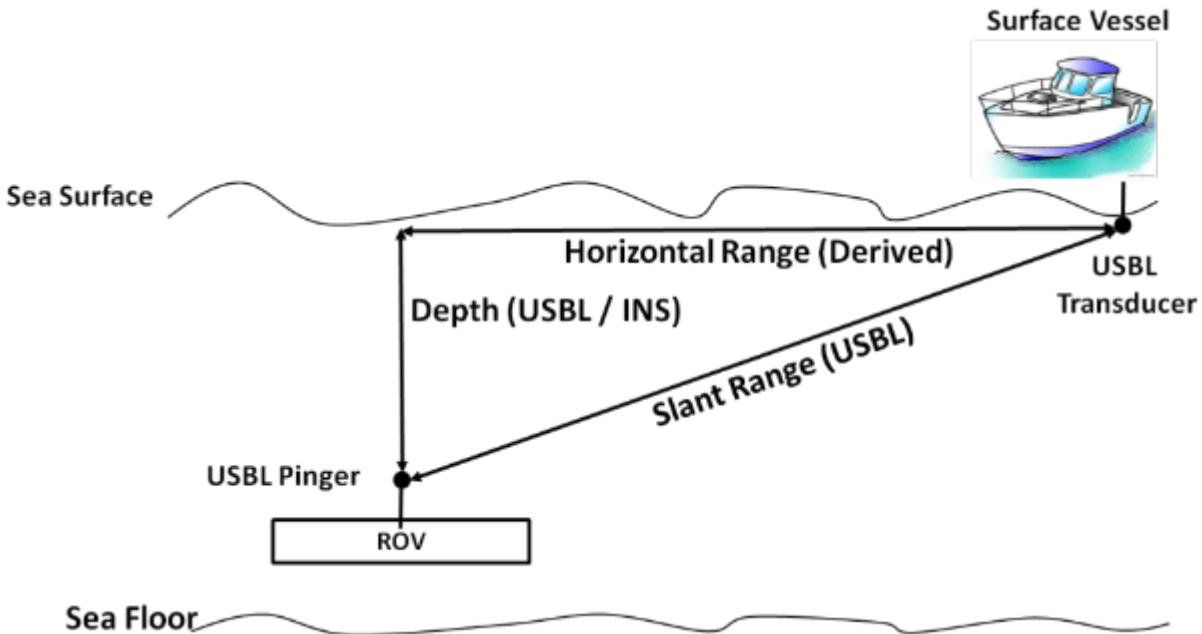 Surface Vessel
Sea Surface
Horizontal Range (Derived)
USBL
Transducer
Depth (USBL / INS)
Slant Range (USBL)
USBL Pinger
ROV
Sea Floor